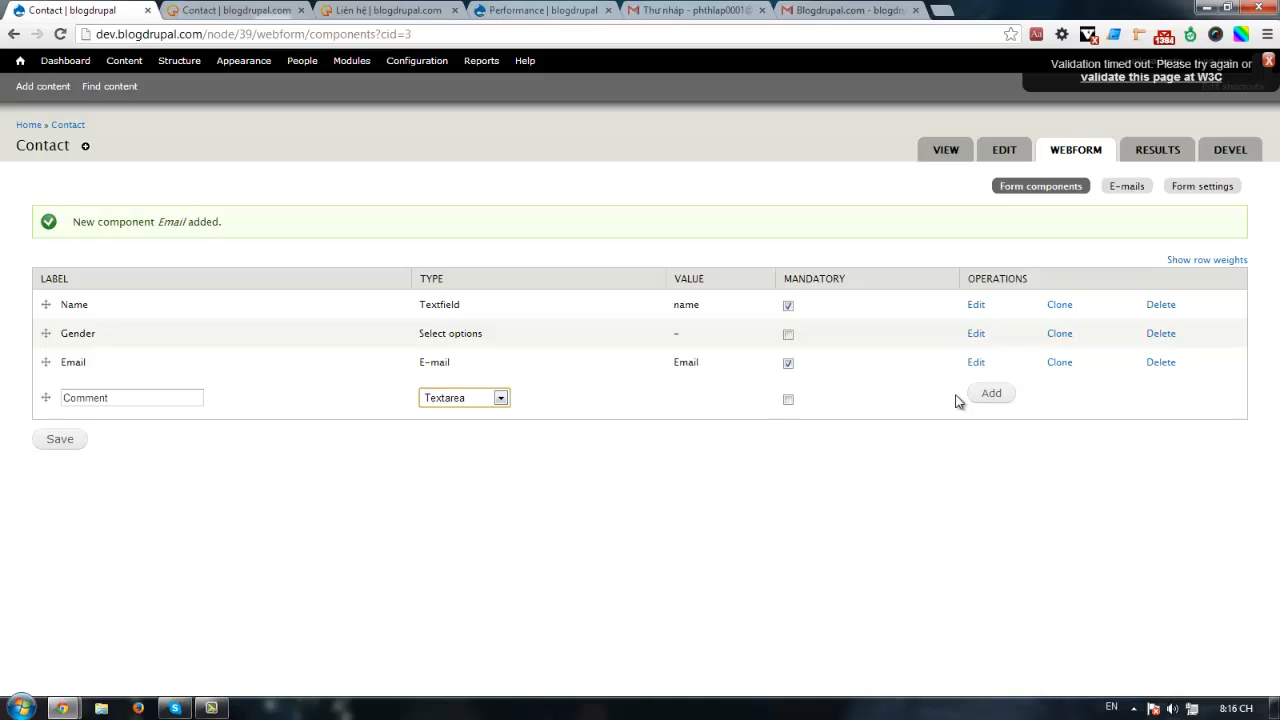 Contact | blogdrupal
Contact | blogdrupal.com
Liên hệ | blogdrupal.com
Performance | blogdrupal
Thư nháp - phthlap0001@
Blogdrupal.com - blogdru
dev.blogdrupal.com/node/39/webform/components?cid=3
1384
Dashboard Content Structure Appearance People Modules Configuration Reports Help
Validation timed out. Please try again or
validate this page at W3C
Add content Find content
Edit shortcuts
Home » Contact
Contact
VIEW EDIT WEBFORM RESULTS DEVEL
Form components E-mails Form settings
New component Email added.
Show row weights
LABEL TYPE VALUE MANDATORY OPERATIONS
Name Textfield name Edit Clone Delete
Gender Select options - Edit Clone Delete
Email E-mail Email Edit Clone Delete
Comment Textarea Add
Save
EN 8:16 CH